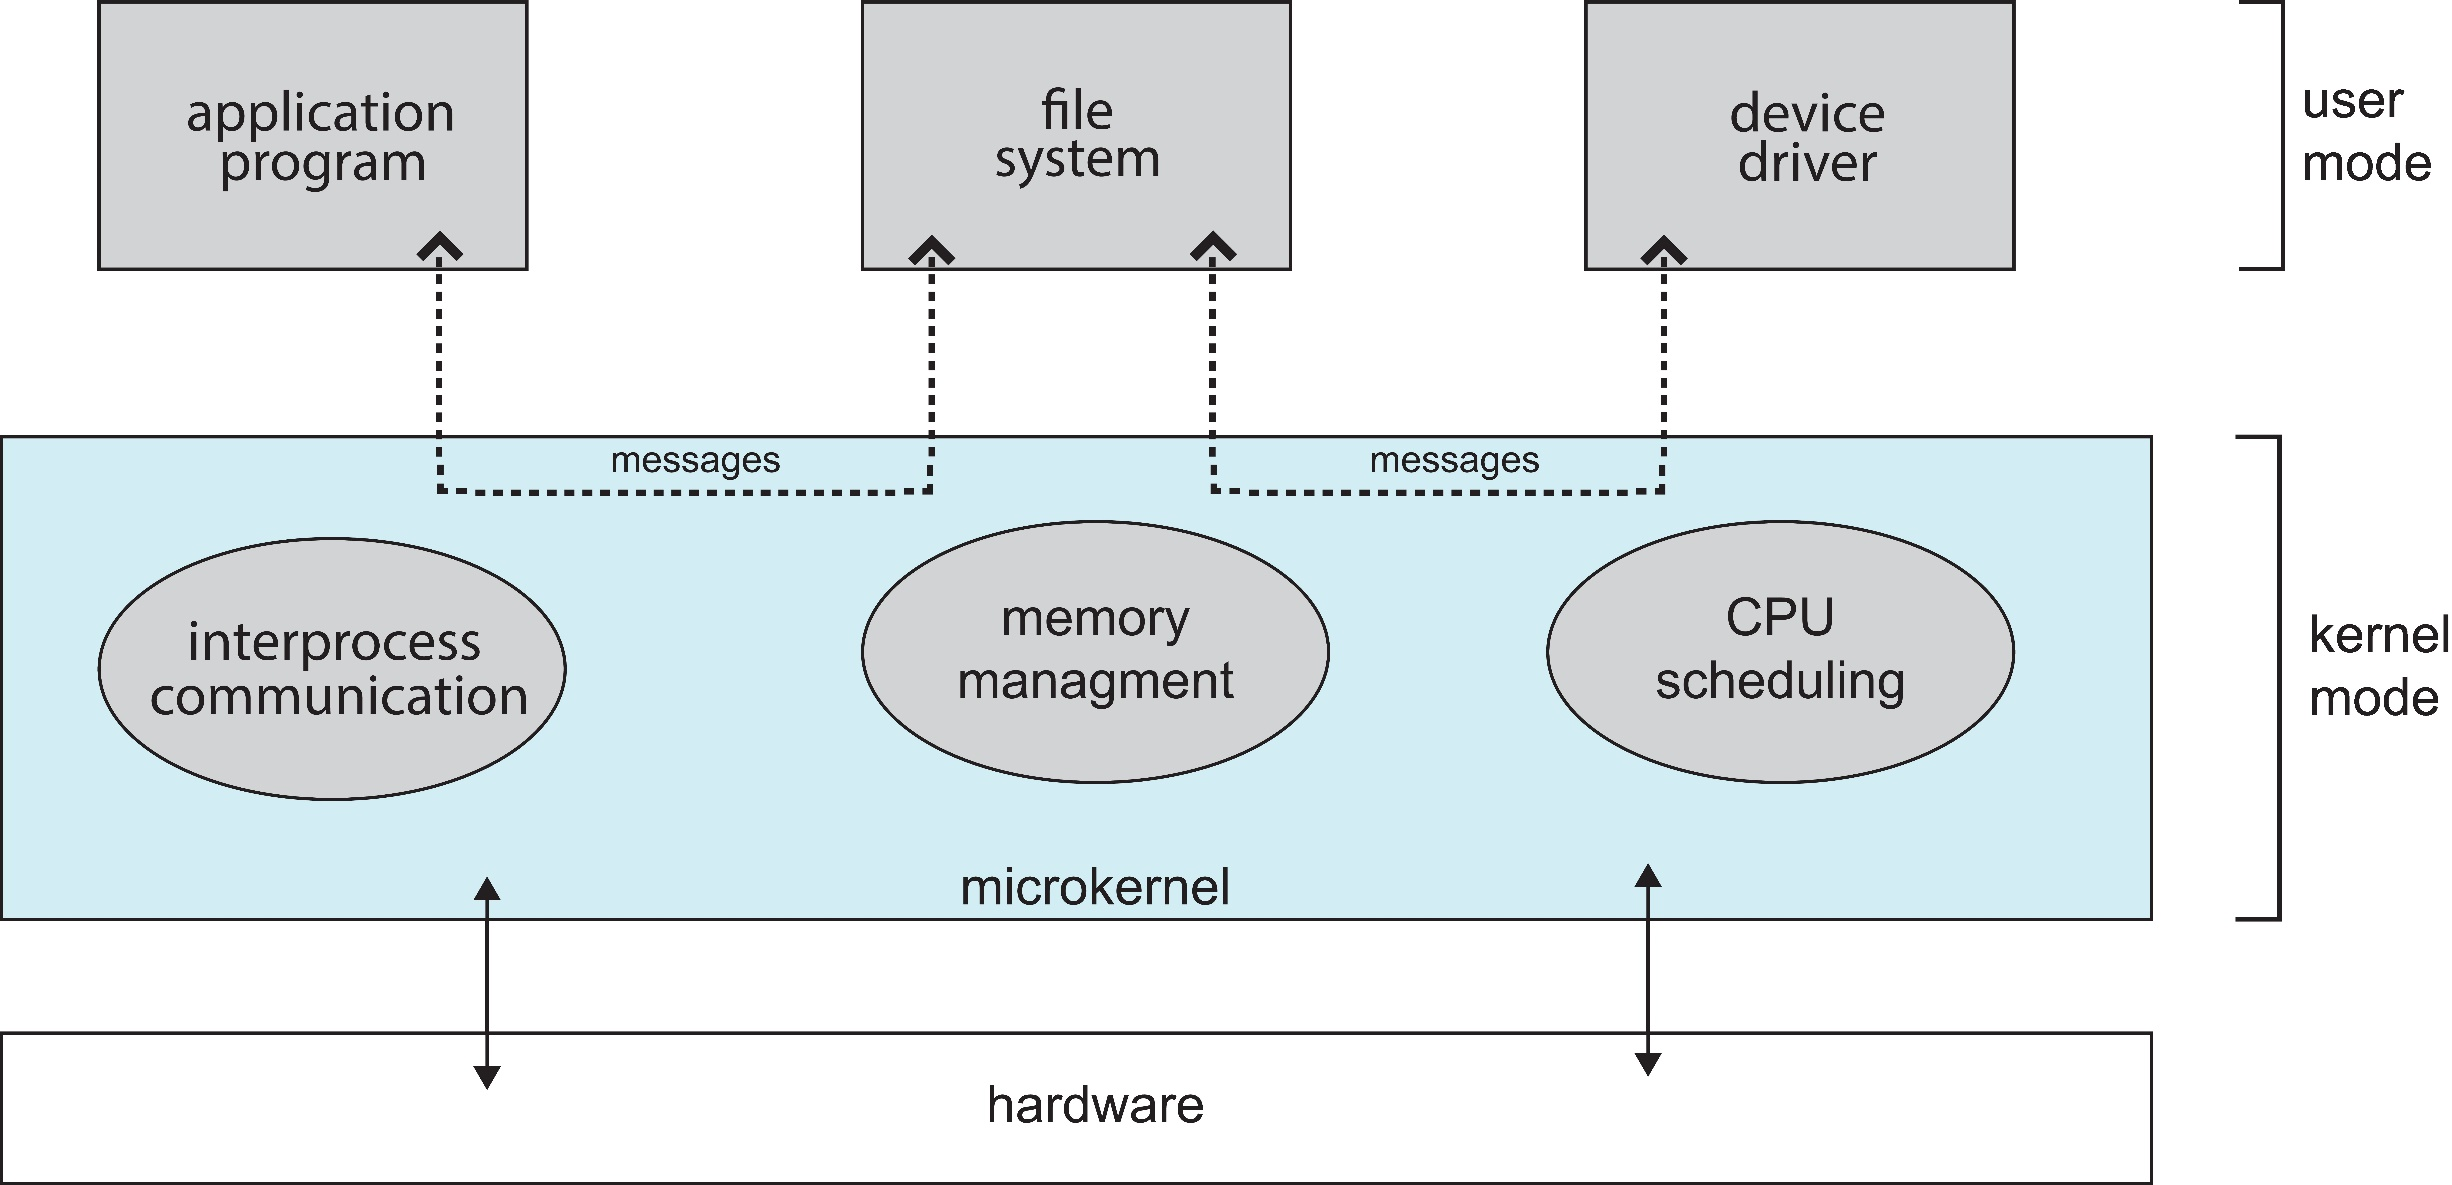 application
program
file
system
device
driver
user
mode
messages
messages
interprocess
communication
memory
managment
CPU
scheduling
kernel
mode
microkernel
hardware